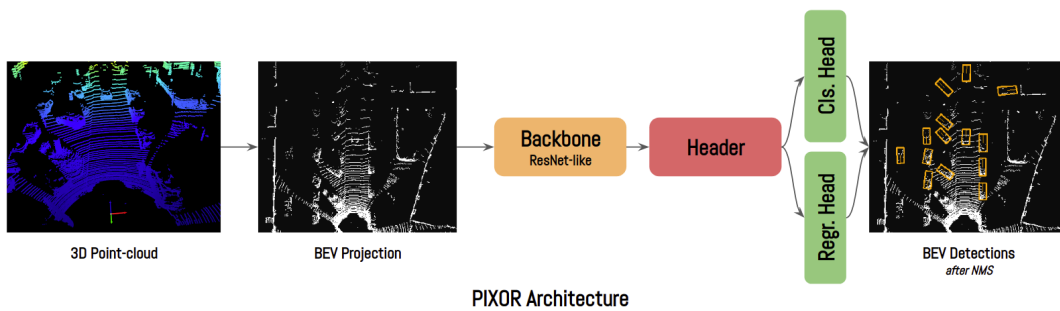 3D Point-cloud
BEV Projection
Backbone
ResNet-like
Header
Cls. Head
Regr. Head
BEV Detections
after NMS
PIXOR Architecture